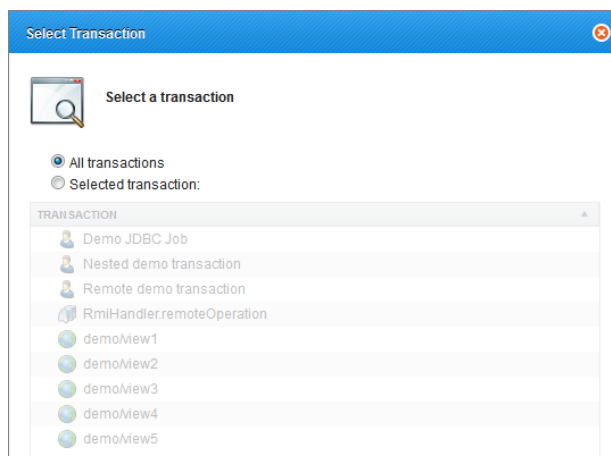 Select Transaction
Select a transaction
All transactions
Selected transaction:
TRANSACTION
Demo JDBC Job
Nested demo transaction
Remote demo transaction
RmiHandler.remoteOperation
demo/view1
demo/view2
demo/view3
demo/view4
demo/view5